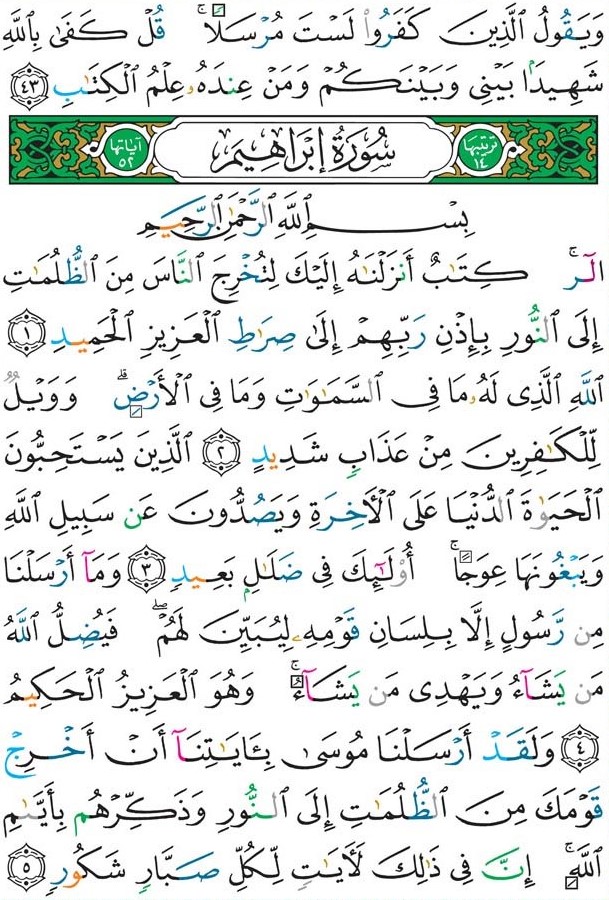 وَيَقُولُ ٱلَّذِينَ كَفَرُوا۟ لَسْتَ مُرْسَلًا ۚ قُلْ كَفَىٰ بِٱللَّهِ
شَهِيدًۢا بَيْنِى وَبَيْنَكُمْ وَمَنْ عِندَهُۥ عِلْمُ ٱلْكِتَـٰبِ ٤٣
ترتيبها ١٤ سُورَةُ إِبْرَاهِيمَ آياتها ٥٢
بِسْمِ ٱللَّهِ ٱلرَّحْمَـٰنِ ٱلرَّحِيمِ
الٓر ۚ كِتَـٰبٌ أَنزَلْنَـٰهُ إِلَيْكَ لِتُخْرِجَ ٱلنَّاسَ مِنَ ٱلظُّلُمَـٰتِ
إِلَى ٱلنُّورِ بِإِذْنِ رَبِّهِمْ إِلَىٰ صِرَٰطِ ٱلْعَزِيزِ ٱلْحَمِيدِ ١
ٱللَّهِ ٱلَّذِى لَهُۥ مَا فِى ٱلسَّمَـٰوَٰتِ وَمَا فِى ٱلْأَرْضِ ۗ وَوَيْلٌ
لِّلْكَـٰفِرِينَ مِنْ عَذَابٍ شَدِيدٍ ٢ ٱلَّذِينَ يَسْتَحِبُّونَ
ٱلْحَيَوٰةَ ٱلدُّنْيَا عَلَى ٱلْأَخِرَةِ وَيَصُدُّونَ عَن سَبِيلِ ٱللَّهِ
وَيَبْغُونَهَا عِوَجًا ۚ أُو۟لَـٰٓئِكَ فِى ضَلَـٰلٍۭ بَعِيدٍ ٣ وَمَآ أَرْسَلْنَا
مِن رَّسُولٍ إِلَّا بِلِسَانِ قَوْمِهِۦ لِيُبَيِّنَ لَهُمْ ۖ فَيُضِلُّ ٱللَّهُ
مَن يَشَآءُ وَيَهْدِى مَن يَشَآءُ ۚ وَهُوَ ٱلْعَزِيزُ ٱلْحَكِيمُ
٤ وَلَقَدْ أَرْسَلْنَا مُوسَىٰ بِـَٔايَـٰتِنَآ أَنْ أَخْرِجْ
قَوْمَكَ مِنَ ٱلظُّلُمَـٰتِ إِلَى ٱلنُّورِ وَذَكِّرْهُم بِأَيَّىٰمِ
ٱللَّهِ ۚ إِنَّ فِى ذَٰلِكَ لَأَيَـٰتٍ لِّكُلِّ صَبَّارٍ شَكُورٍ ٥